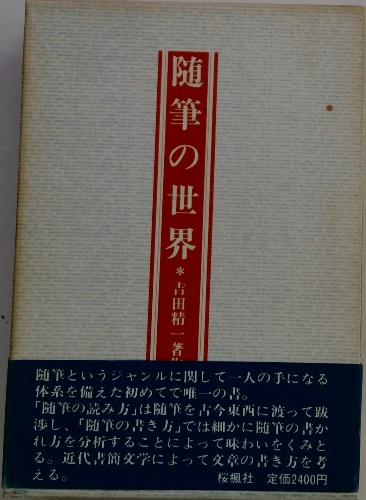 随筆の世界
＊吉田精一著
随筆というジャンルに関して一人の手になる
体系を備えた初めてで唯一の書。
「随筆の読み方」は随筆を古今東西に渡って跋
渉し、「随筆の書き方」では細かに随筆の書か
れ方を分析することによって味わいをくみと
る。近代書簡文学によって文章の書き方を考
える。
桜楓社 定価2400円